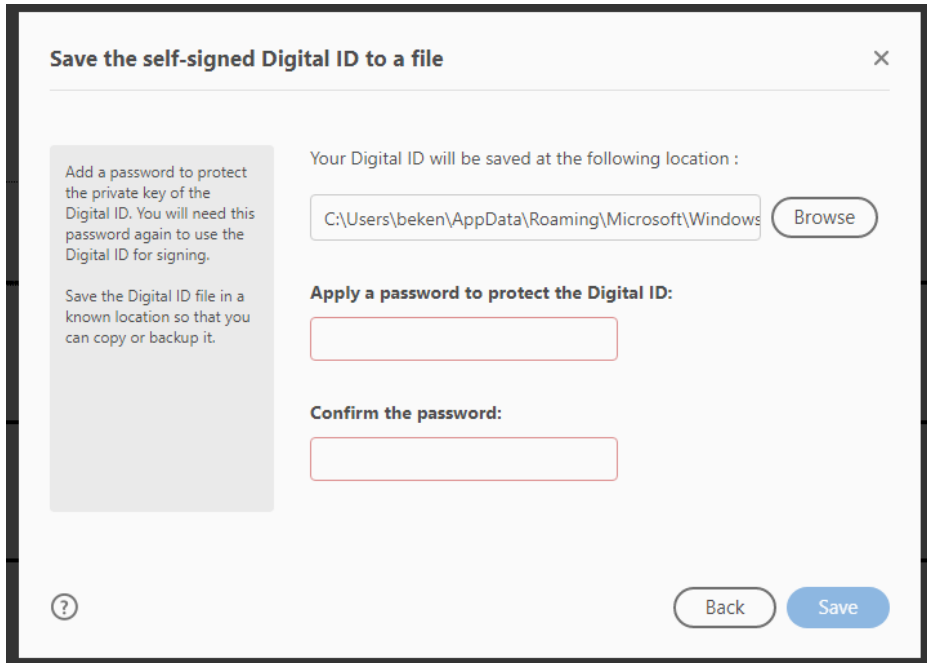 Save the self-signed Digital ID to a file
Add a password to protect
the private key of the
Digital ID. You will need this
password again to use the
Digital ID for signing.
Save the Digital ID file in a
known location so that you
can copy or backup it.
Your Digital ID will be saved at the following location :
C:\Users\beken\AppData\Roaming\Microsoft\Windows
Browse
Apply a password to protect the Digital ID:
Confirm the password:
?
Back
Save